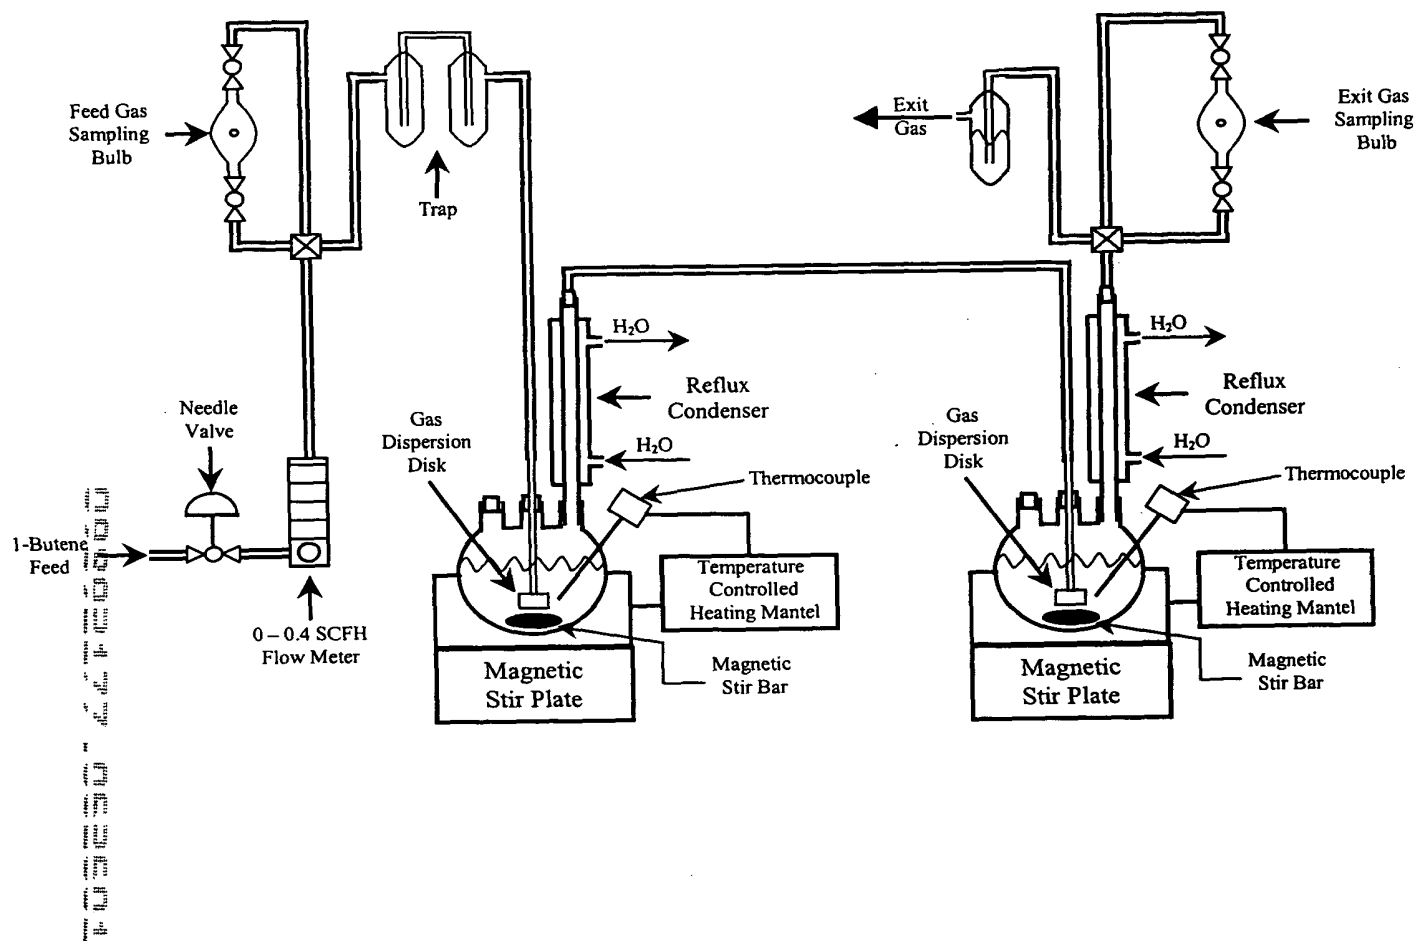 Feed Gas
Sampling
Bulb
Trap
Exit
Gas
Exit Gas
Sampling
Bulb
H₂O
Reflux
Condenser
H₂O
H₂O
Reflux
Condenser
H₂O
Needle
Valve
Gas
Dispersion
Disk
Thermocouple
Gas
Dispersion
Disk
Thermocouple
1-Butene
Feed
0 – 0.4 SCFH
Flow Meter
Temperature
Controlled
Heating Mantel
Temperature
Controlled
Heating Mantel
Magnetic
Stir Plate
Magnetic
Stir Bar
Magnetic
Stir Plate
Magnetic
Stir Bar